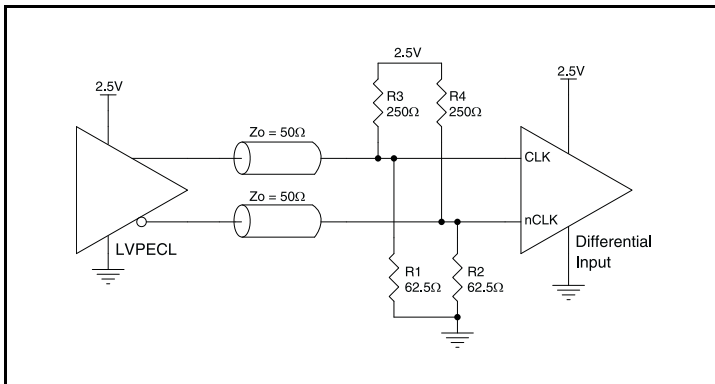 2.5V
2.5V
2.5V
R3
250Ω
R4
250Ω
Zo = 50Ω
CLK
Zo = 50Ω
nCLK
LVPECL
Differential
Input
R1
62.5Ω
R2
62.5Ω